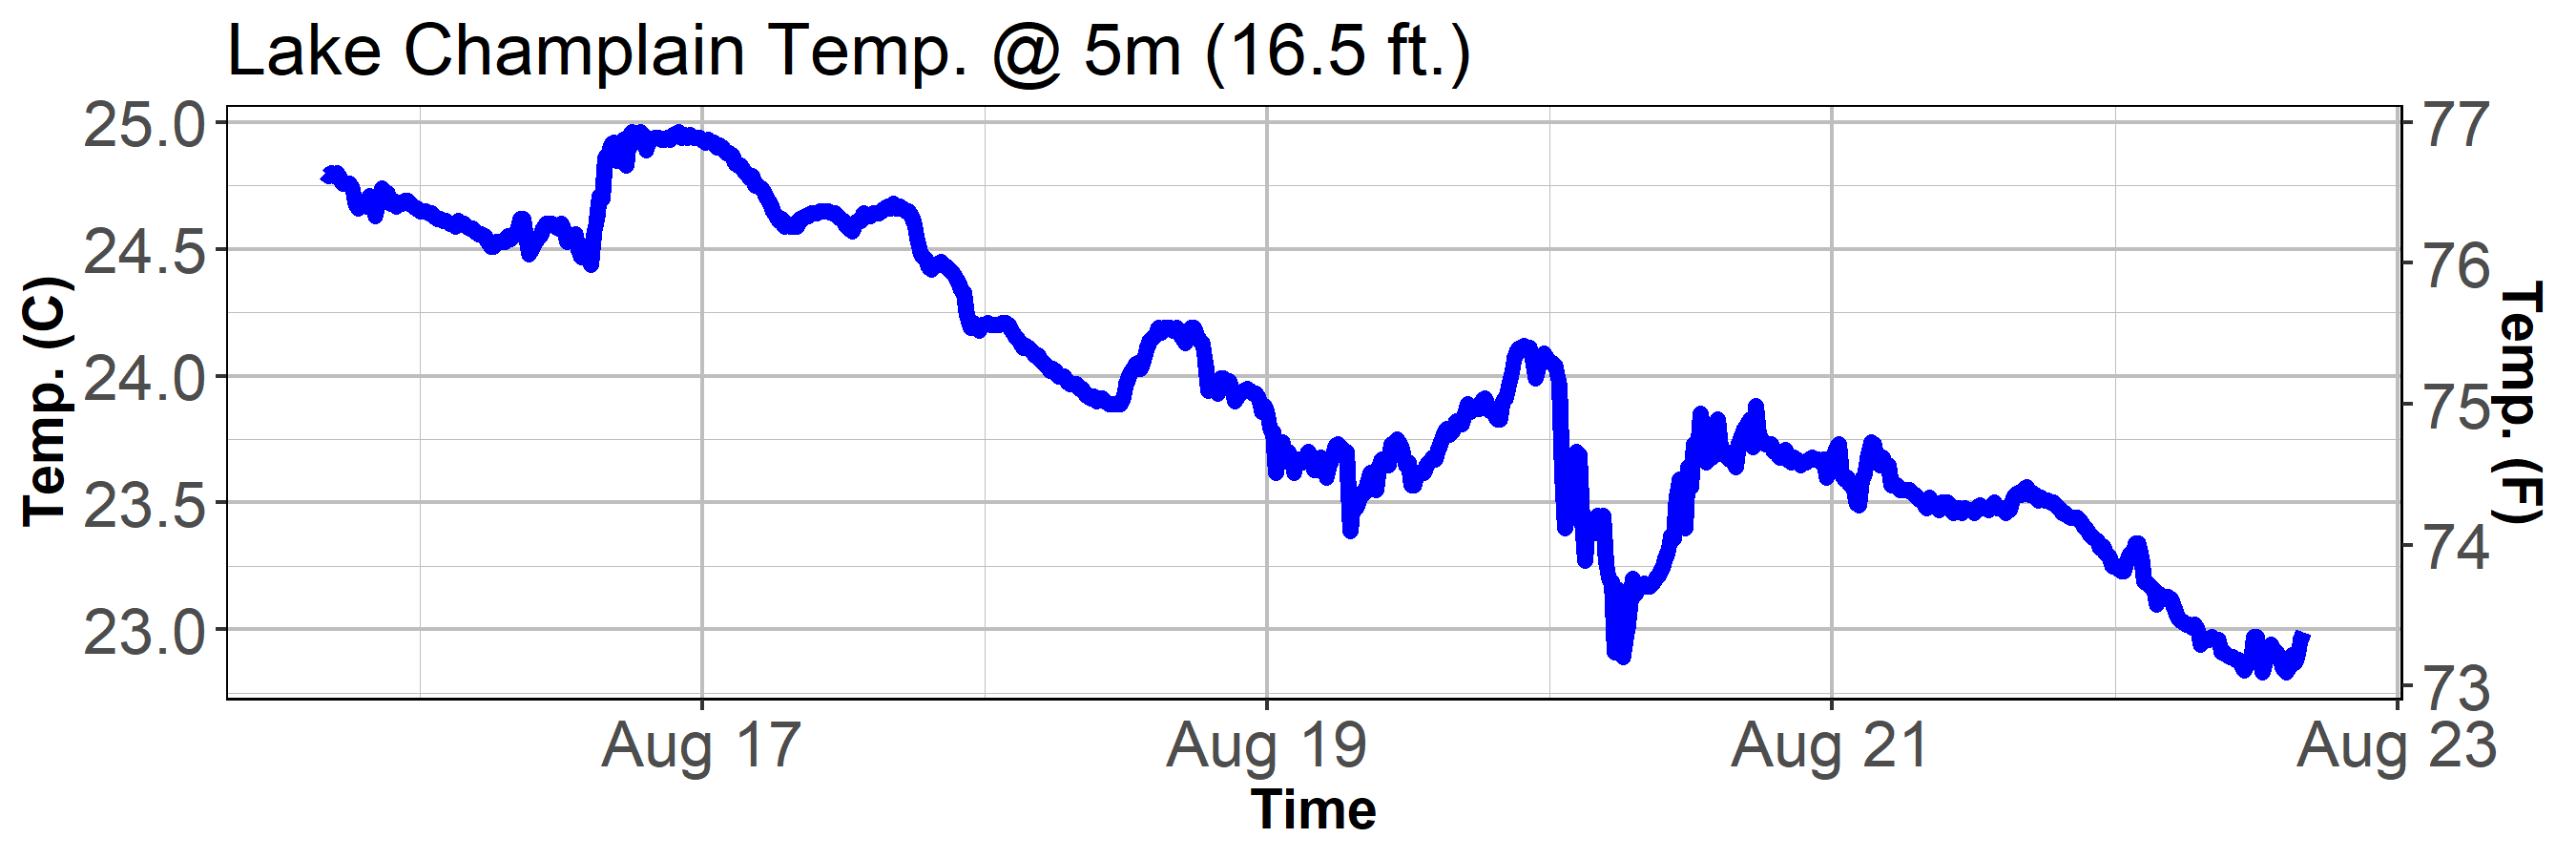 Lake Champlain Temp. @ 5m (16.5 ft.)
25.0
24.5
24.0
23.5
23.0
Temp. (C)
77
76
75
74
73
Temp. (F)
Aug 17 Aug 19 Aug 21 Aug 23
Time